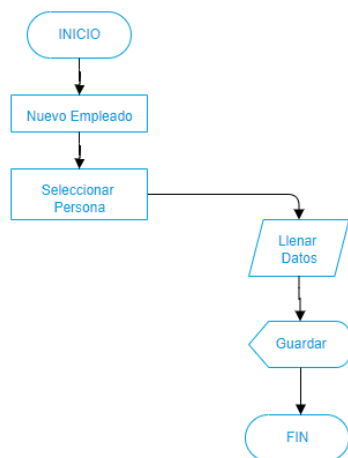 INICIO
Nuevo Empleado
Seleccionar
Persona
Llenar
Datos
Guardar
FIN